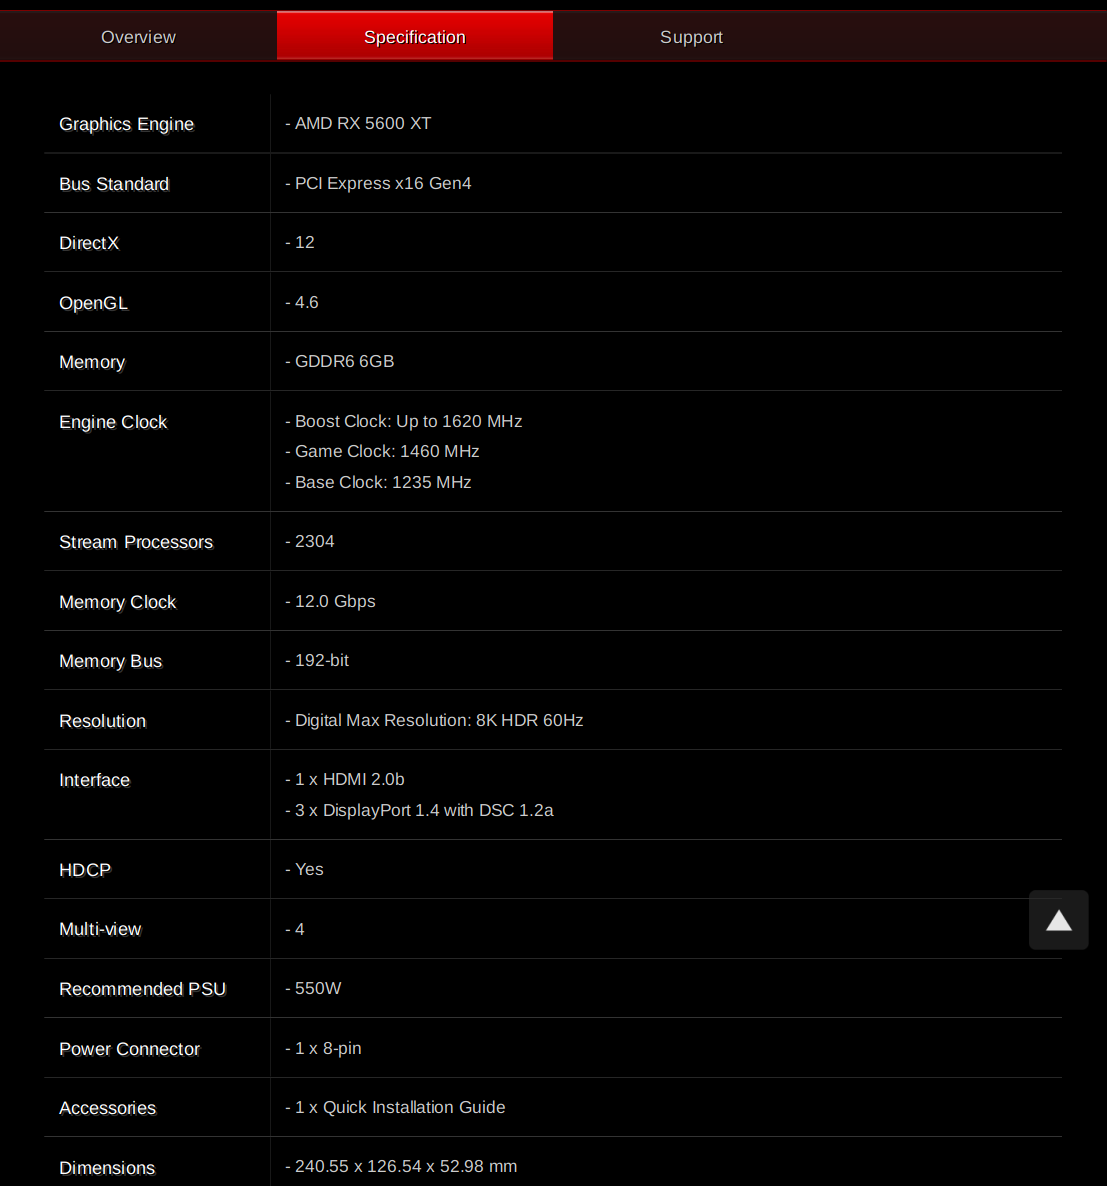 Overview Specification Support
Graphics Engine - AMD RX 5600 XT
Bus Standard - PCI Express x16 Gen4
DirectX - 12
OpenGL - 4.6
Memory - GDDR6 6GB
Engine Clock - Boost Clock: Up to 1620 MHz
- Game Clock: 1460 MHz
- Base Clock: 1235 MHz
Stream Processors - 2304
Memory Clock - 12.0 Gbps
Memory Bus - 192-bit
Resolution - Digital Max Resolution: 8K HDR 60Hz
Interface - 1 x HDMI 2.0b
- 3 x DisplayPort 1.4 with DSC 1.2a
HDCP - Yes
Multi-view - 4
Recommended PSU - 550W
Power Connector - 1 x 8-pin
Accessories - 1 x Quick Installation Guide
Dimensions - 240.55 x 126.54 x 52.98 mm